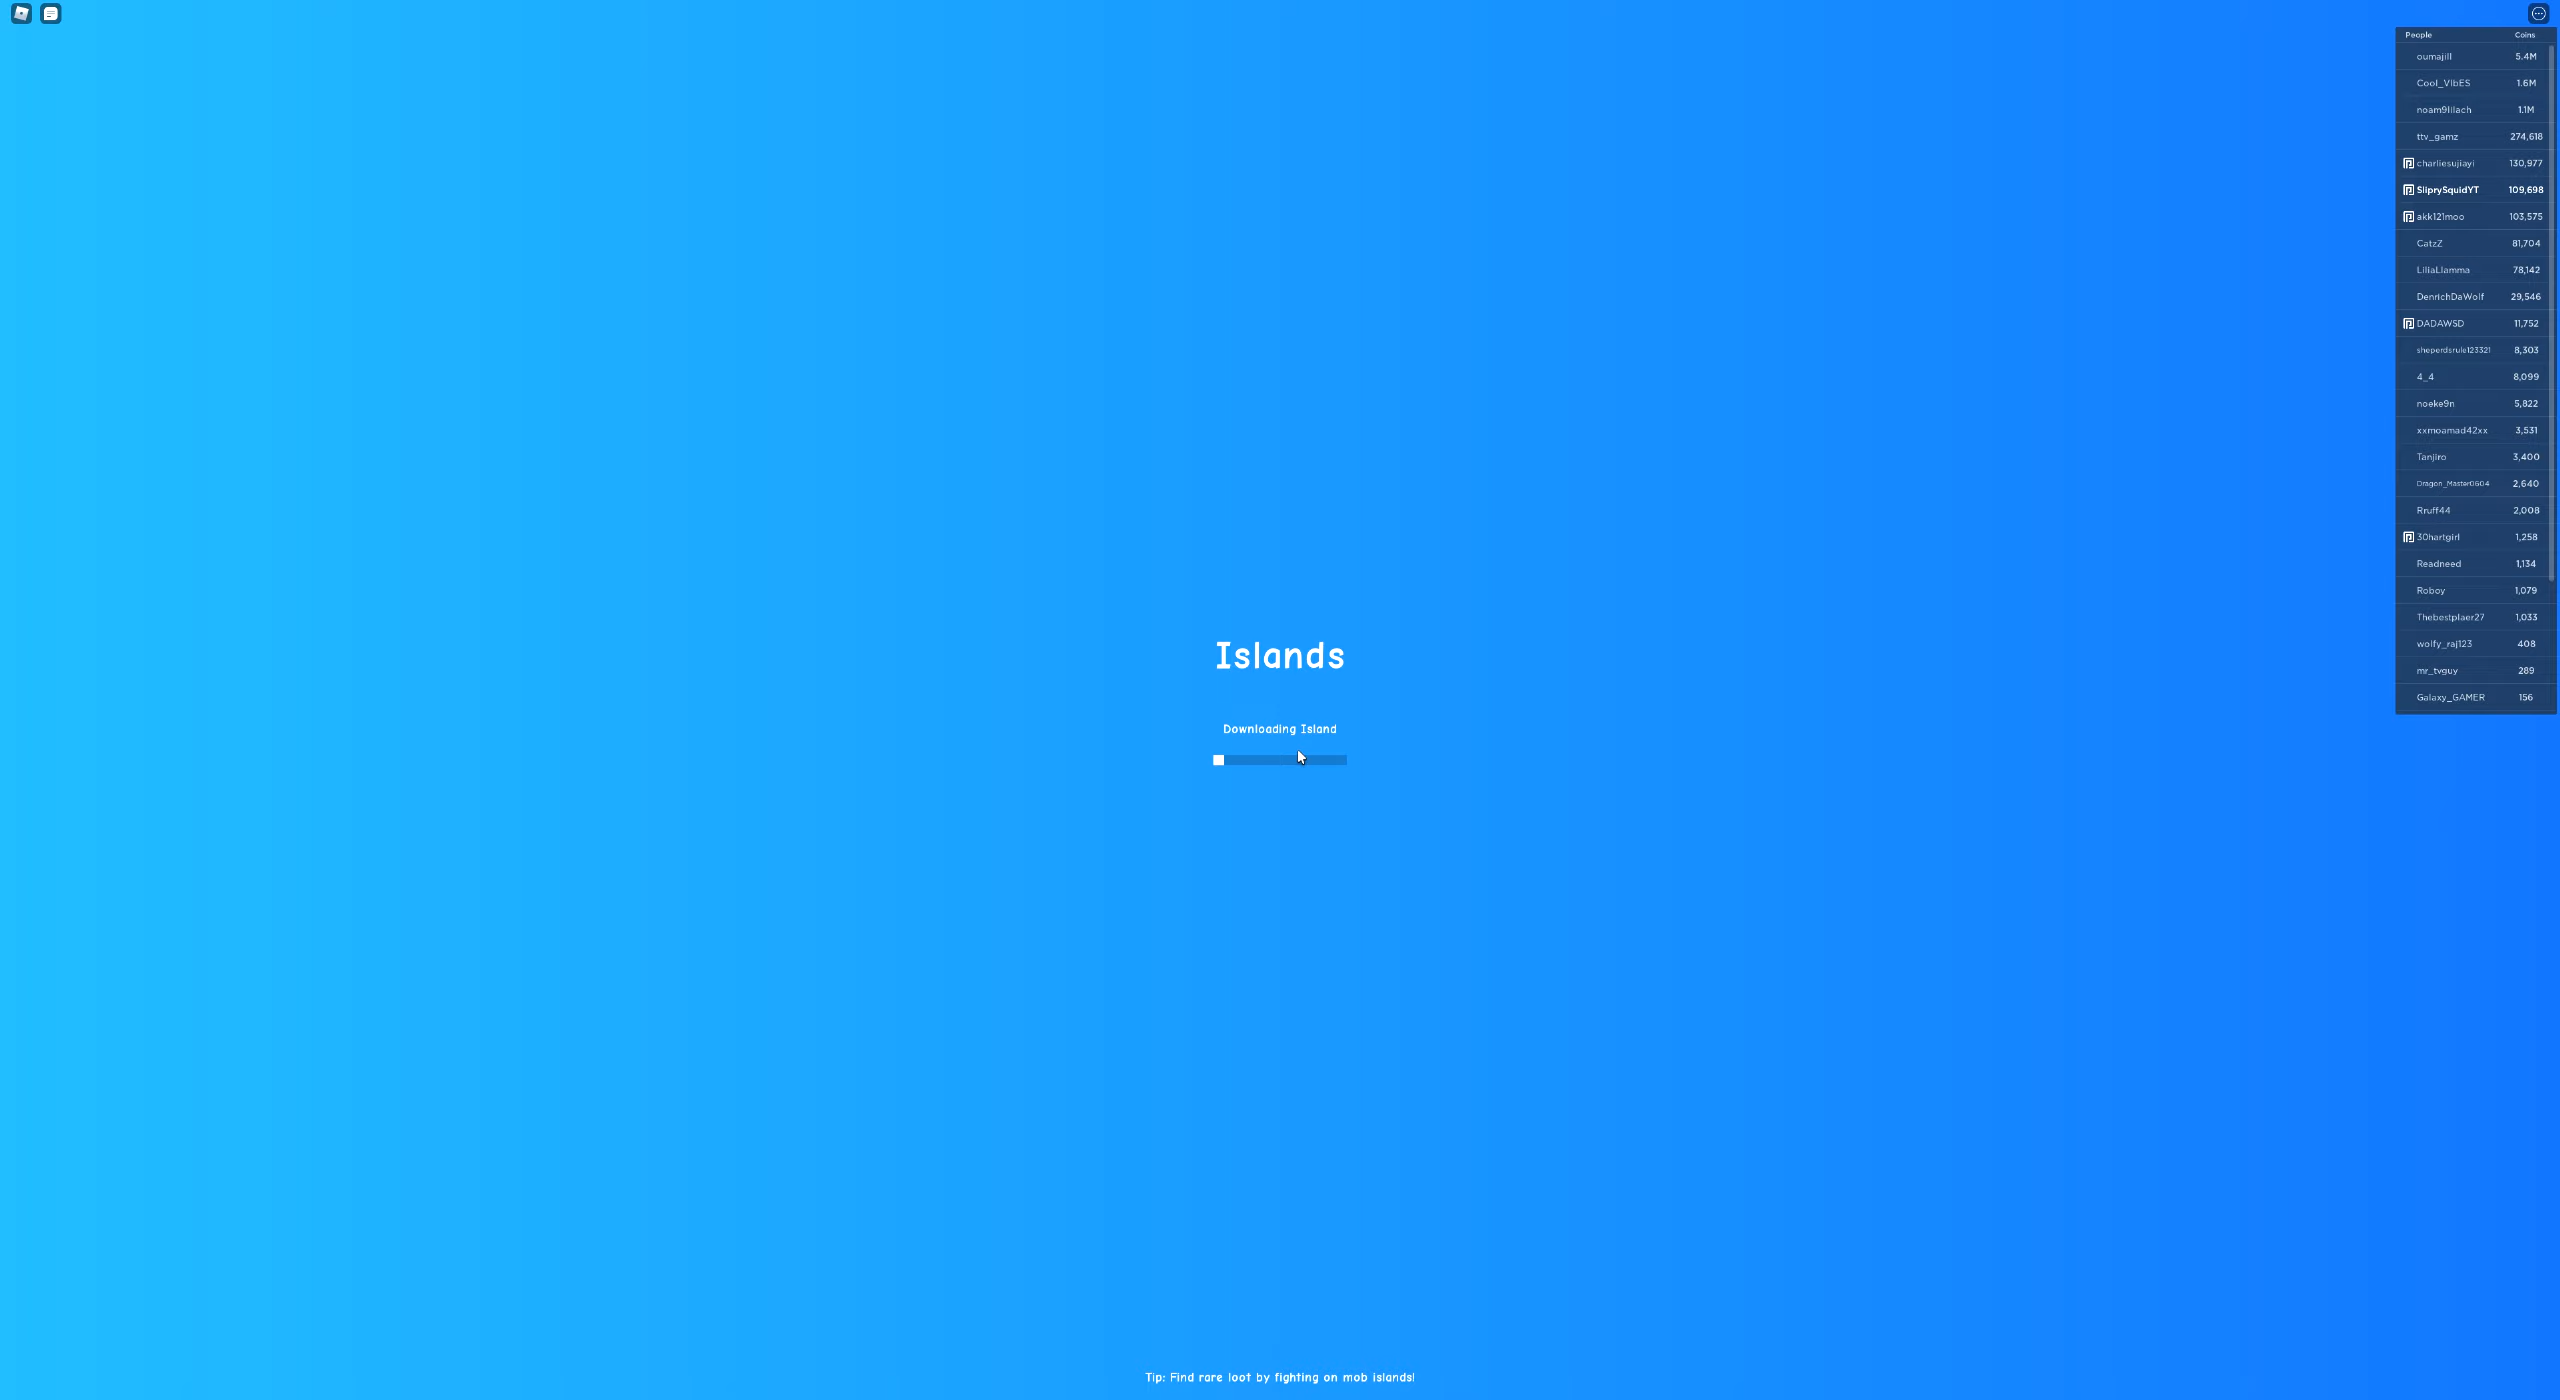 People Coins
oumajill 5.4M
Cool_VIbES 1.6M
noam9lilach 1.1M
ttv_gamz 274,618
charliesujiayi 130,977
SliprySquidYT 109,698
akk121moo 103,575
CatzZ 81,704
LiliaLlamma 78,142
DenrichDaWolf 29,546
DADAWSD 11,752
sheperdsrule123321 8,303
4_4 8,099
noeke9n 5,822
xxmoamad42xx 3,531
Tanjiro 3,400
Dragon_Master0604 2,640
Rruff44 2,008
30hartgirl 1,258
Readneed 1,134
Roboy 1,079
Thebestplaer27 1,033
wolfy_raj123 408
mr_tvguy 289
Galaxy_GAMER 156
Islands
Downloading Island
Tip: Find rare loot by fighting on mob islands!